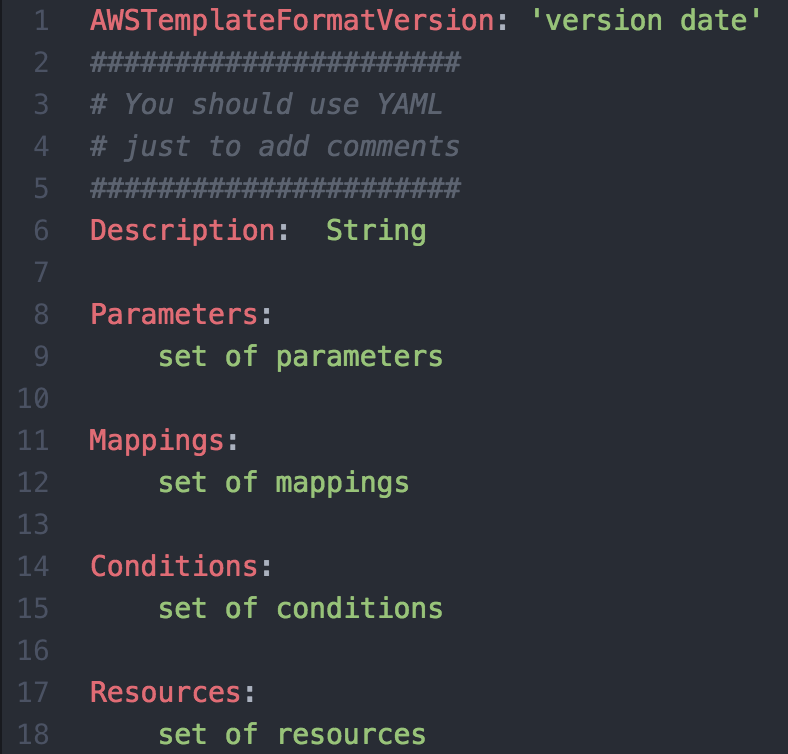 1 AWSTemplateFormatVersion: 'version date'
2 ######################
3 # You should use YAML
4 # just to add comments
5 ######################
6 Description:  String
7
8 Parameters:
9     set of parameters
10
11 Mappings:
12     set of mappings
13
14 Conditions:
15     set of conditions
16
17 Resources:
18     set of resources